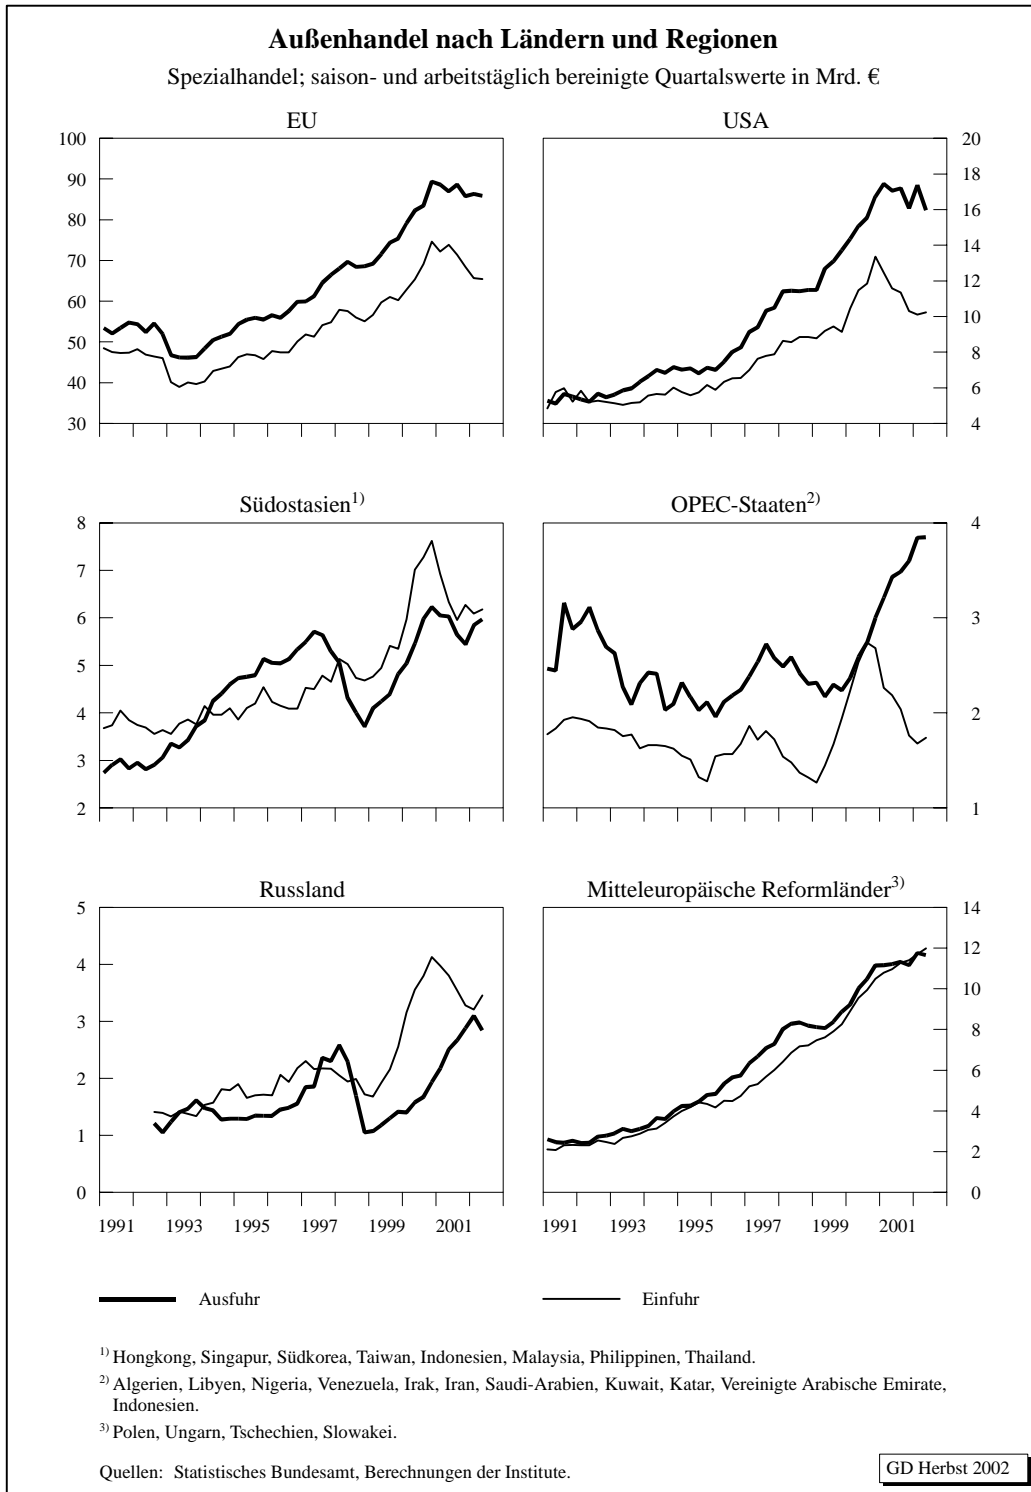 Außenhandel nach Ländern und Regionen
Spezialhandel; saison- und arbeitstäglich bereinigte Quartalswerte in Mrd. €
EU
100
90
80
70
60
50
40
30
USA
20
18
16
14
12
10
8
6
4
Südostasien1)
8
7
6
5
4
3
2
OPEC-Staaten2)
4
3
2
1
Russland
5
4
3
2
1
0
1991 1993 1995 1997 1999 2001
Mitteleuropäische Reformländer3)
14
12
10
8
6
4
2
0
1991 1993 1995 1997 1999 2001
Ausfuhr Einfuhr
1) Hongkong, Singapur, Südkorea, Taiwan, Indonesien, Malaysia, Philippinen, Thailand.
2) Algerien, Libyen, Nigeria, Venezuela, Irak, Iran, Saudi-Arabien, Kuwait, Katar, Vereinigte Arabische Emirate,
Indonesien.
3) Polen, Ungarn, Tschechien, Slowakei.
Quellen: Statistisches Bundesamt, Berechnungen der Institute.
GD Herbst 2002